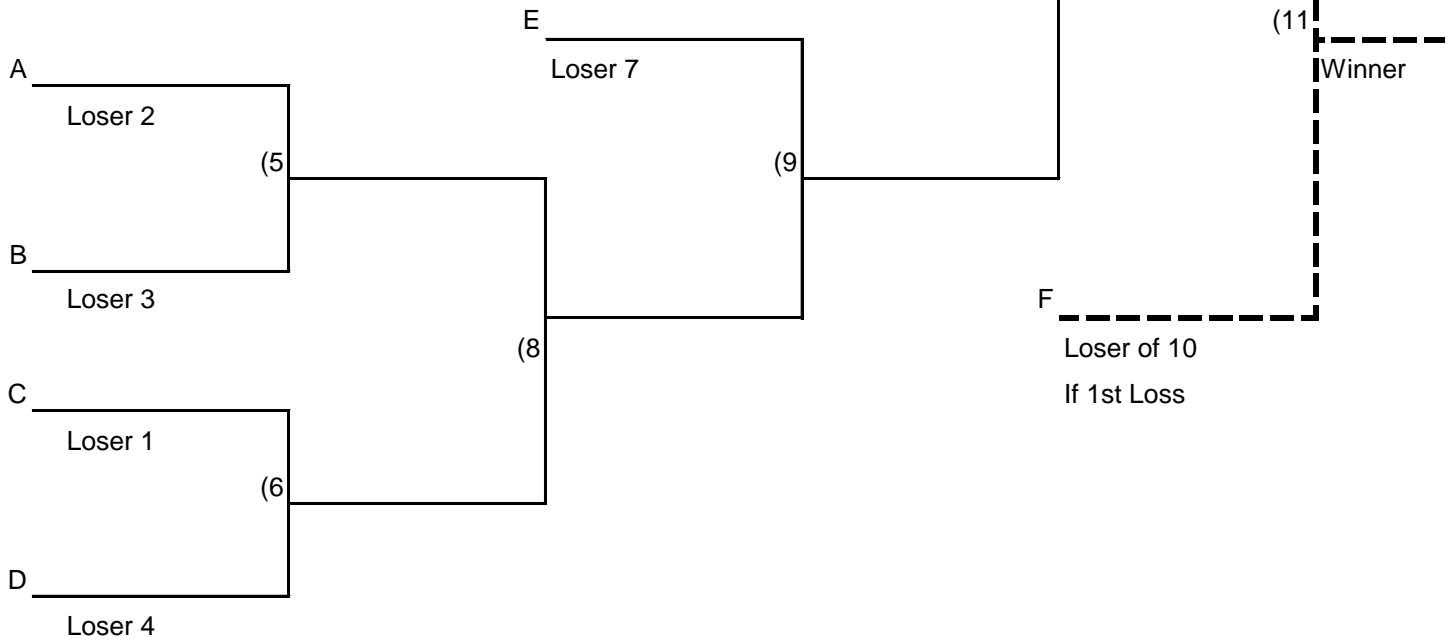 E
(11
A
Loser 7
Winner
Loser 2
(5
(9
B
Loser 3
F
(8
Loser of 10
C
If 1st Loss
Loser 1
(6
D
Loser 4